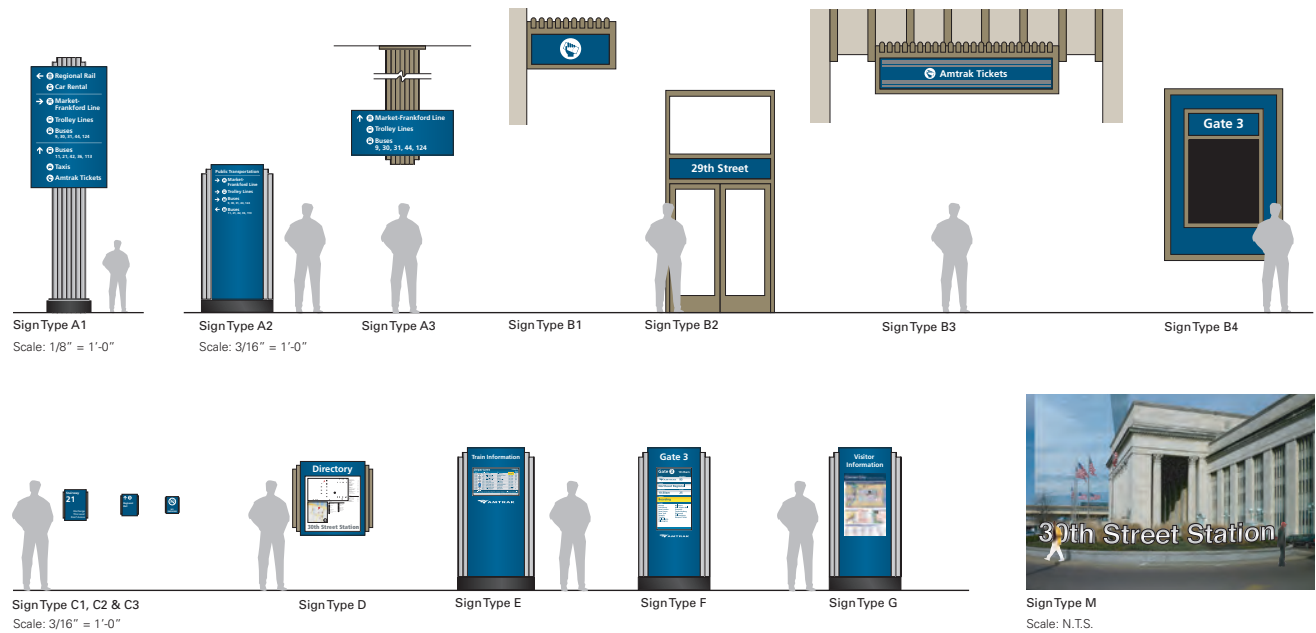 ← Regional Rail
Car Rental
→ Market-
Frankford Line
Trolley Lines
Buses
9, 30, 31, 44, 124
↑ Buses
Taxis
Amtrak Tickets
Sign Type A1
Scale: 1/8” = 1’-0”
Public Transportation
→ Market-
Frankford Line
→ Trolley Lines
→ Buses
← Buses
Sign Type A2
Scale: 3/16” = 1’-0”
↑ Market-Frankford Line
Trolley Lines
Buses
9, 30, 31, 44, 124
Sign Type A3
Sign Type B1
29th Street
Sign Type B2
Amtrak Tickets
Sign Type B3
Gate 3
Sign Type B4
21
Sign Type C1, C2 & C3
Scale: 3/16” = 1’-0”
Directory
30th Street Station
Sign Type D
Train Information
AMTRAK
Sign Type E
Gate 3
Gate 3
AMTRAK
Sign Type F
Visitor
Information
Sign Type G
30th Street Station
Sign Type M
Scale: N.T.S.